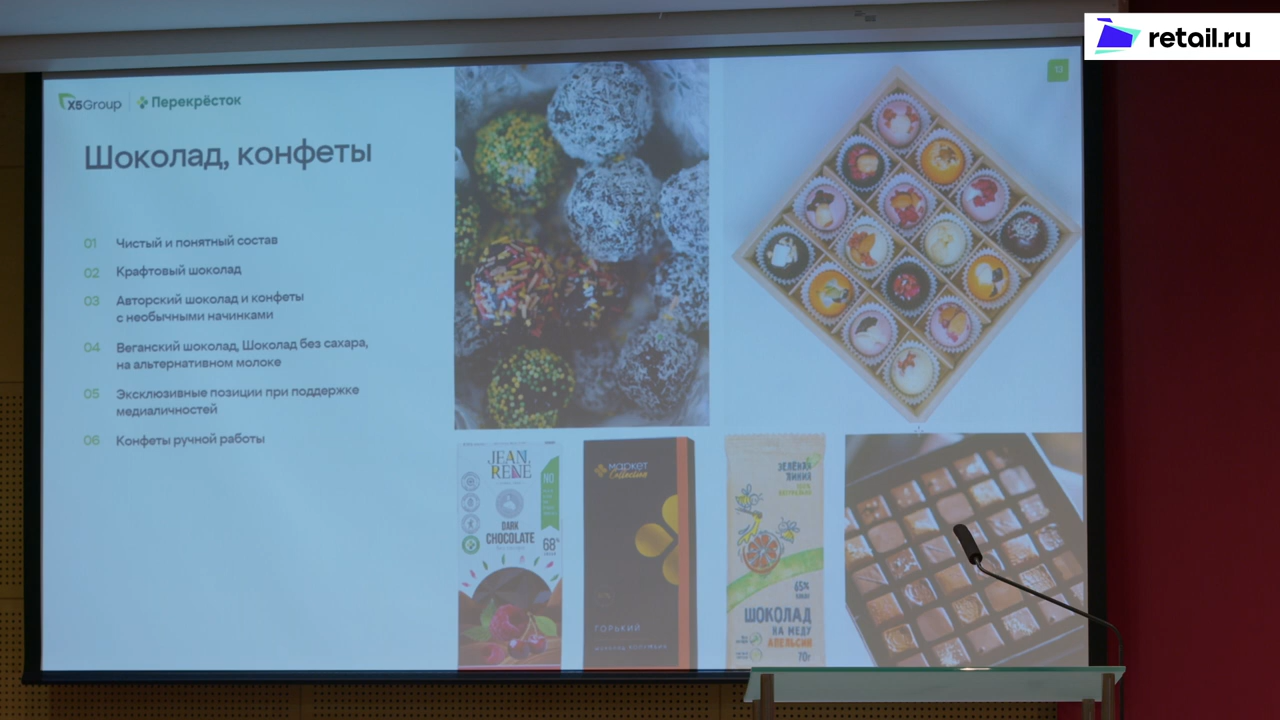 retail.ru
X5Group
Перекрёсток
Шоколад, конфеты
01 Чистый и понятный состав
02 Крафтовый шоколад
03 Авторский шоколад и конфеты
с необычными начинками
04 Веганский шоколад, Шоколад без сахара,
на альтернативном молоке
05 Эксклюзивные позиции при поддержке
медиаличностей
06 Конфеты ручной работы
JEAN
RENE
NO
DARK
CHOCOLATE
68%
маркет
Collection
ГОРЬКИЙ
ЗЕЛЁНАЯ
ЛИНИЯ
65%
ШОКОЛАД
НА МЕДУ
АПЕЛЬСИН
70г